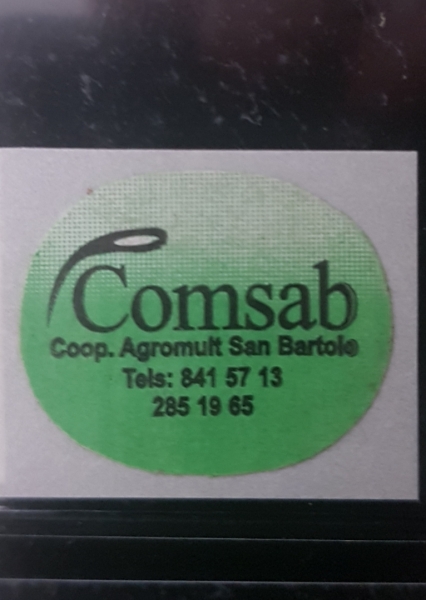 Comsab
Coop. Agromult San Bartolo
Tels: 841 57 13
285 19 65